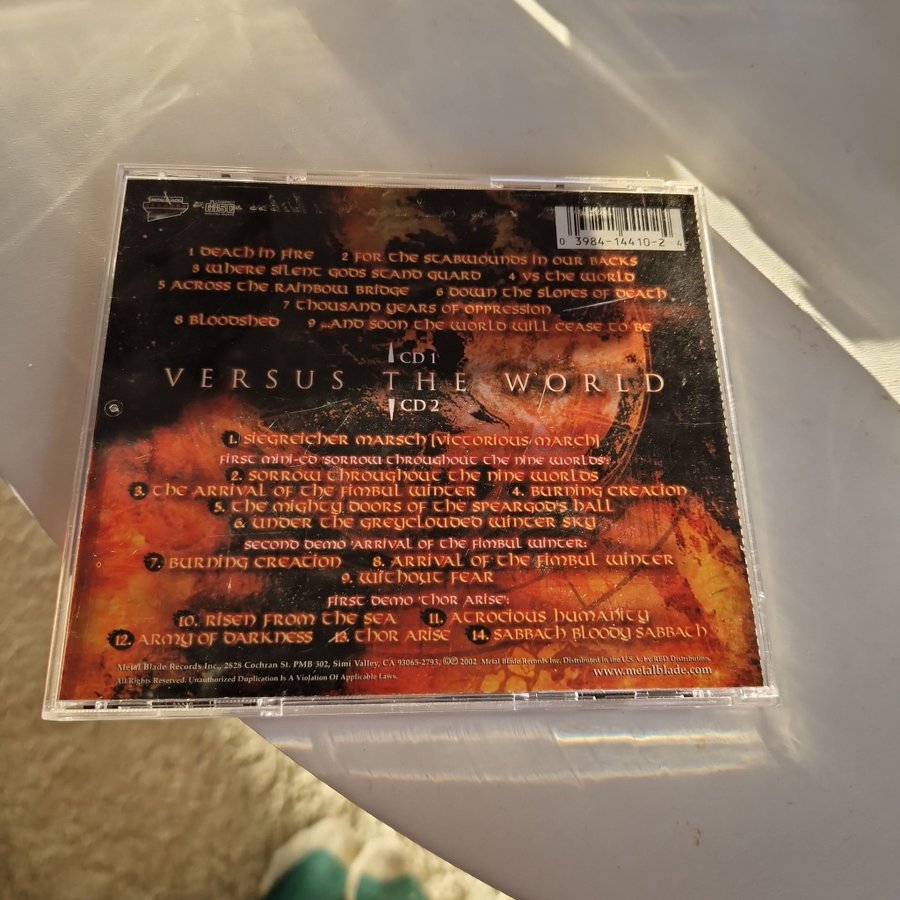 METAL BLADE
COMPACT
disc
DIGITAL AUDIO
0 3984-14410-2 4
1 Death in Fire 2 For the Stabwounds in Our Backs
3 Where Silent Gods Stand Guard 4 Vs the World
5 Across the Rainbow Bridge 6 Down the Slopes of Death
7 Thousand Years of Oppression
8 Bloodshed 9 ...And Soon the World Will Cease to Be
CD 1
VERSUS THE WORLD
CD 2
1. Siegreicher Marsch [Victorious March]
First mini-CD 'Sorrow Throughout the Nine Worlds':
2. Sorrow Throughout the Nine Worlds
3. The Arrival of the Fimbul Winter 4. Burning Creation
5. The Mighty Doors of the Speargod's Hall
6. Under the Greyclouded Winter Sky
Second demo 'Arrival of the Fimbul Winter:
7. Burning Creation 8. Arrival of the Fimbul Winter
9. Without Fear
First demo 'Thor Arise':
10. Risen from the Sea 11. Atrocious Humanity
12. Army of Darkness 13. Thor Arise 14. Sabbath Bloody Sabbath
Metal Blade Records Inc., 2828 Cochran St. PMB 302, Simi Valley, CA 93065-2793, ©℗ 2002 Metal Blade Records Inc. Distributed in the U.S.A. by RED Distribution.
All Rights Reserved. Unauthorized Duplication Is A Violation Of Applicable Laws.
www.metalblade.com